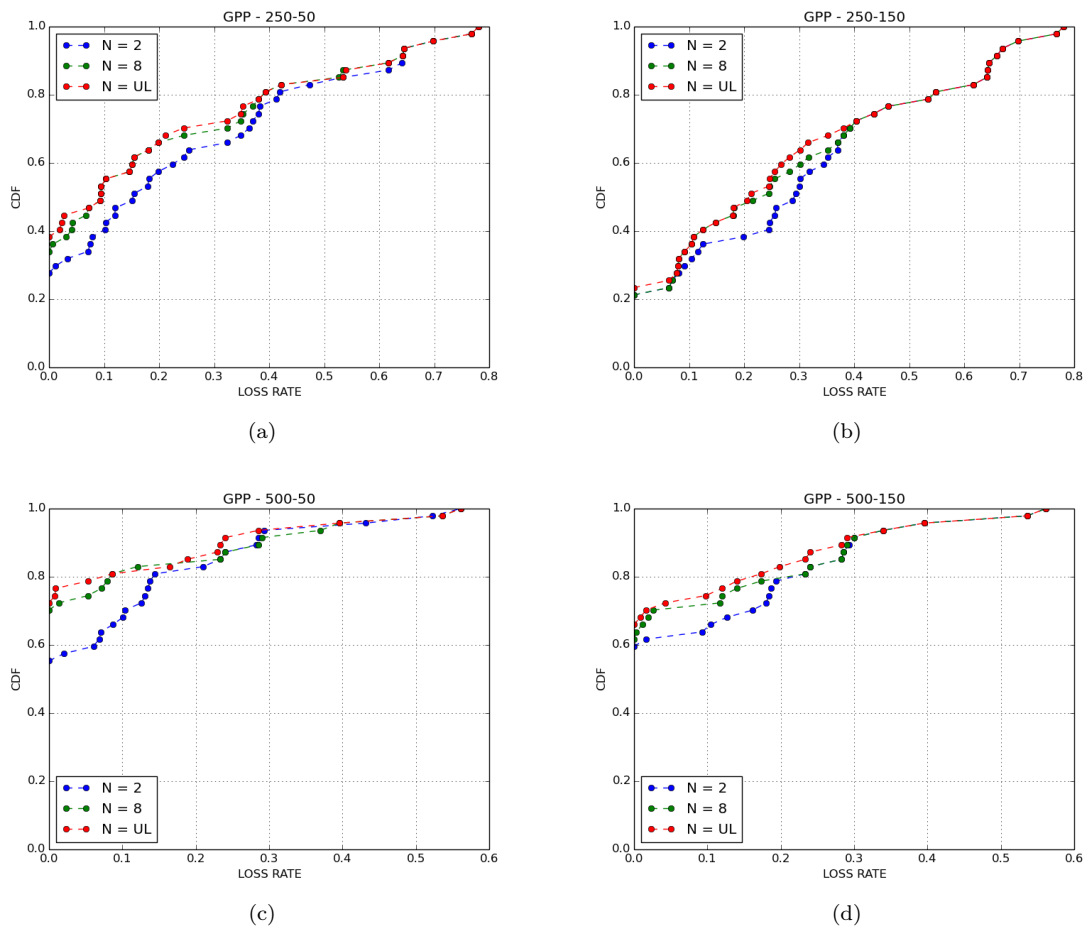 GPP - 250-50
1.0
0.8
0.6
0.4
0.2
0.0
CDF
N = 2
N = 8
N = UL
0.0 0.1 0.2 0.3 0.4 0.5 0.6 0.7 0.8
LOSS RATE
(a)
GPP - 250-150
1.0
0.8
0.6
0.4
0.2
0.0
CDF
N = 2
N = 8
N = UL
0.0 0.1 0.2 0.3 0.4 0.5 0.6 0.7 0.8
LOSS RATE
(b)
GPP - 500-50
1.0
0.8
0.6
0.4
0.2
0.0
CDF
N = 2
N = 8
N = UL
0.0 0.1 0.2 0.3 0.4 0.5 0.6
LOSS RATE
(c)
GPP - 500-150
1.0
0.8
0.6
0.4
0.2
0.0
CDF
N = 2
N = 8
N = UL
0.0 0.1 0.2 0.3 0.4 0.5 0.6
LOSS RATE
(d)